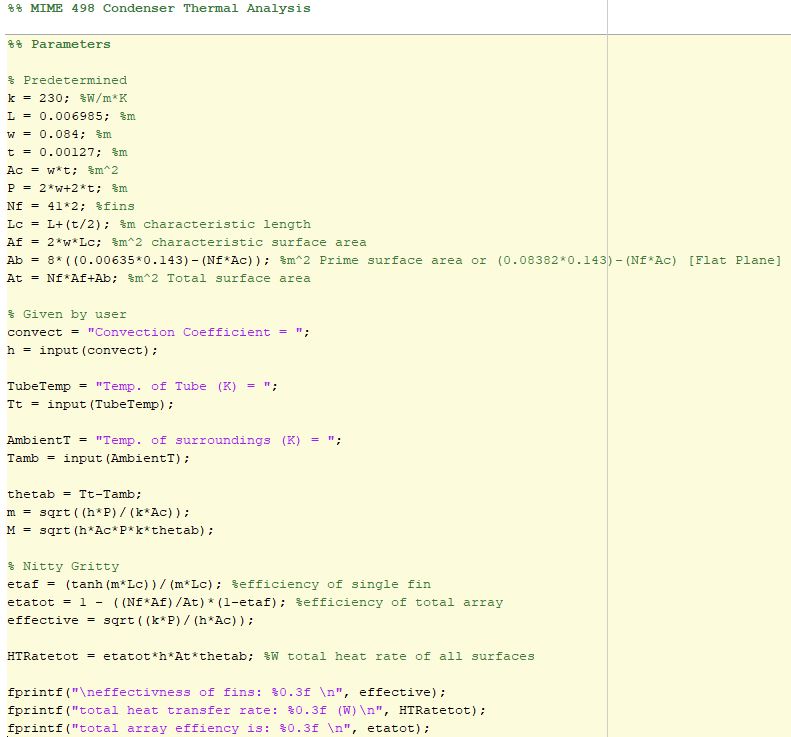 %% MIME 498 Condenser Thermal Analysis
%% Parameters
% Predetermined
k = 230; %W/m*K
L = 0.006985; %m
w = 0.084; %m
t = 0.00127; %m
Ac = w*t; %m^2
P = 2*w+2*t; %m
Nf = 41*2; %fins
Lc = L+(t/2); %m characteristic length
Af = 2*w*Lc; %m^2 characteristic surface area
Ab = 8*((0.00635*0.143)-(Nf*Ac)); %m^2 Prime surface area or (0.08382*0.143)-(Nf*Ac) [Flat Plane]
At = Nf*Af+Ab; %m^2 Total surface area
% Given by user
convect = "Convection Coefficient = ";
h = input(convect);
TubeTemp = "Temp. of Tube (K) = ";
Tt = input(TubeTemp);
AmbientT = "Temp. of surroundings (K) = ";
Tamb = input(AmbientT);
thetab = Tt-Tamb;
m = sqrt((h*P)/(k*Ac));
M = sqrt(h*Ac*P*k*thetab);
% Nitty Gritty
etaf = (tanh(m*Lc))/(m*Lc); %efficiency of single fin
etatot = 1 - ((Nf*Af)/At)*(1-etaf); %efficiency of total array
effective = sqrt((k*P)/(h*Ac));
HTRatetot = etatot*h*At*thetab; %W total heat rate of all surfaces
fprintf("\neffectivness of fins: %0.3f \n", effective);
fprintf("total heat transfer rate: %0.3f (W)\n", HTRatetot);
fprintf("total array effiency is: %0.3f \n", etatot);